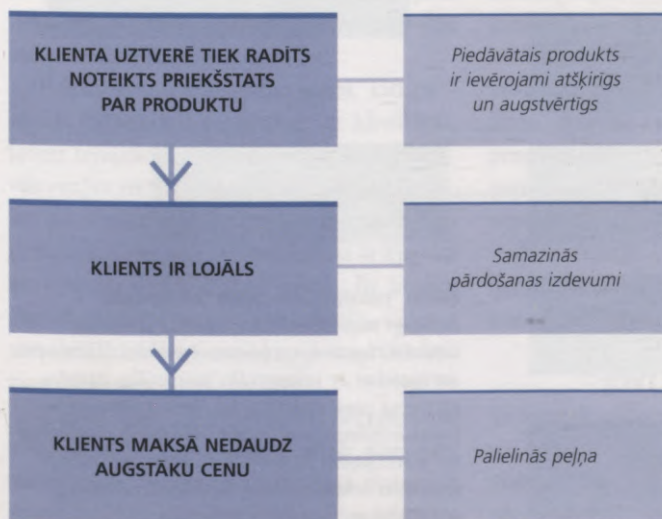 KLIENTA UZTVERĒ TIEK RADĪTS
NOTEIKTS PRIEKŠSTATS
PAR PRODUKTU
Piedāvātais produkts
ir ievērojami atšķirīgs
un augstvērtīgs
KLIENTS IR LOJĀLS
Samazinās
pārdošanas izdevumi
KLIENTS MAKSĀ NEDAUDZ
AUGSTĀKU CENU
Palielinās peļņa